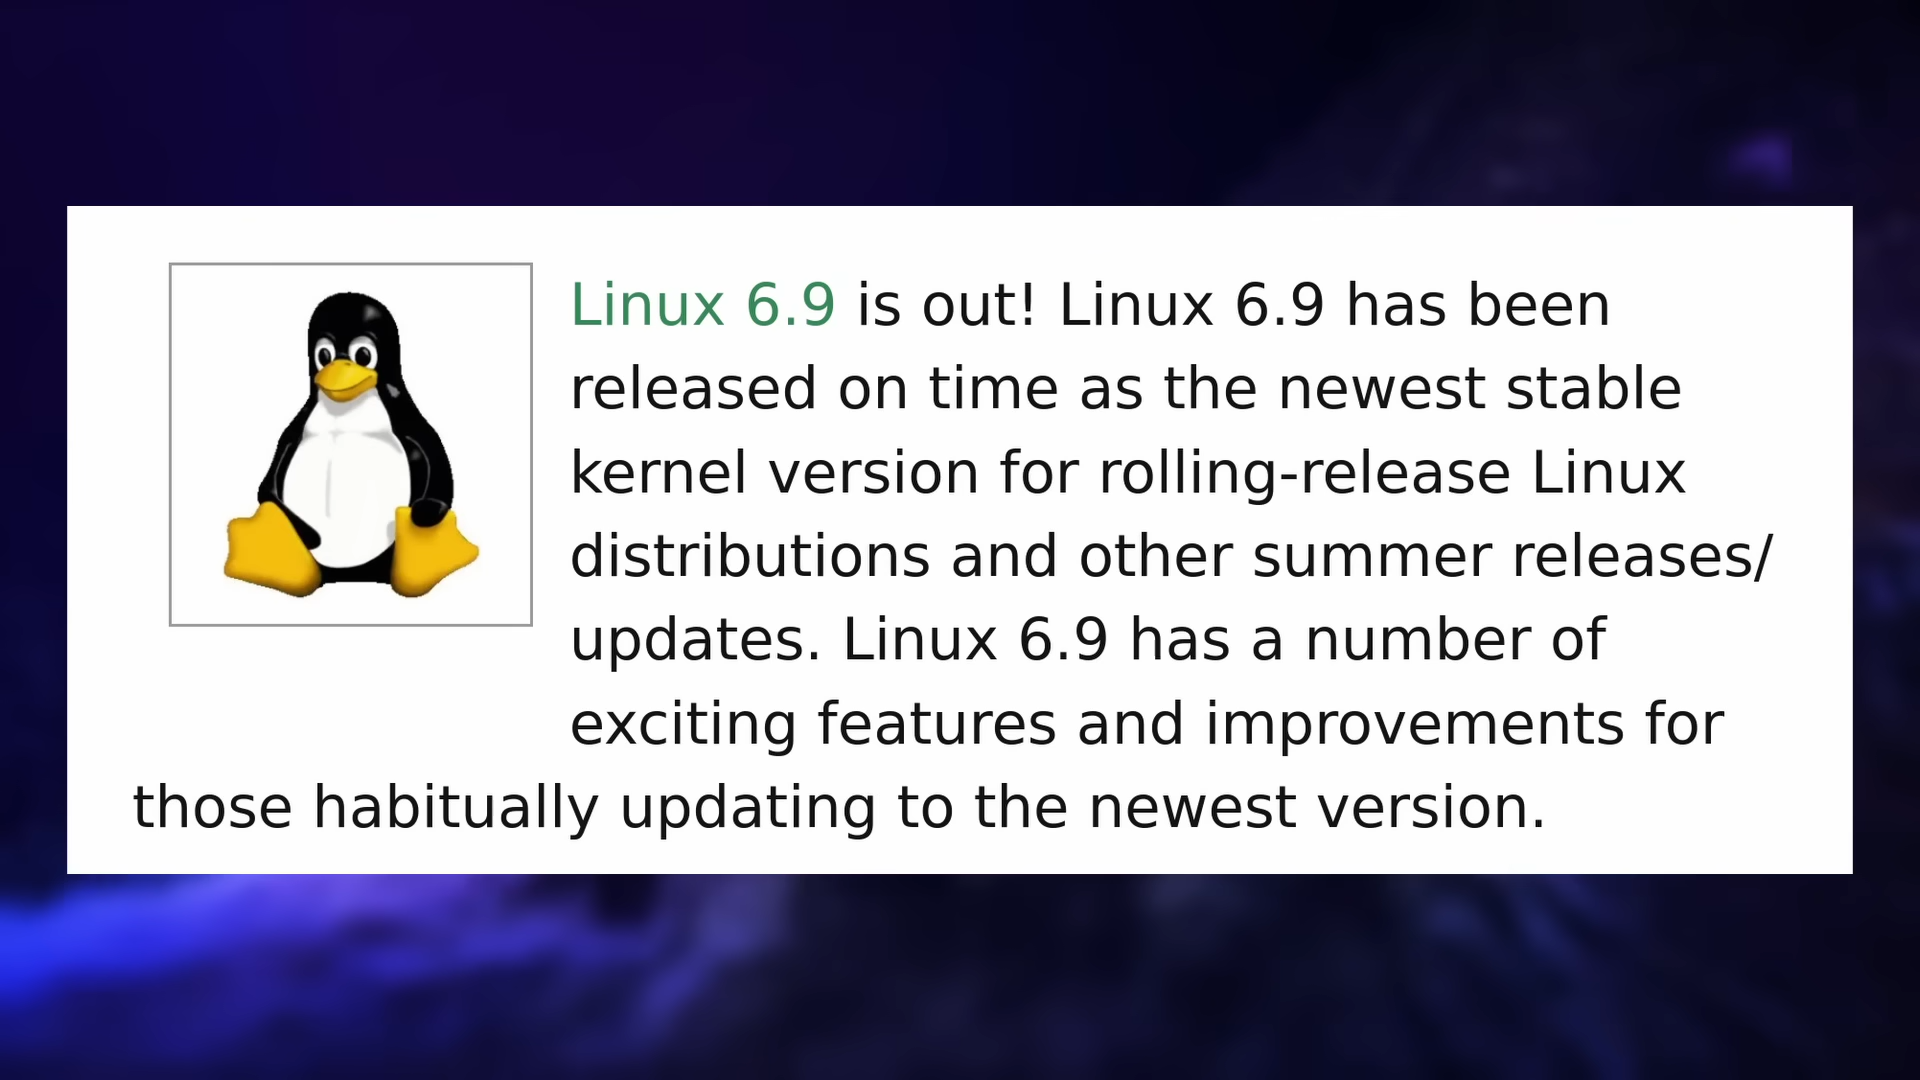 Linux 6.9 is out! Linux 6.9 has been
released on time as the newest stable
kernel version for rolling-release Linux
distributions and other summer releases/
updates. Linux 6.9 has a number of
exciting features and improvements for
those habitually updating to the newest version.